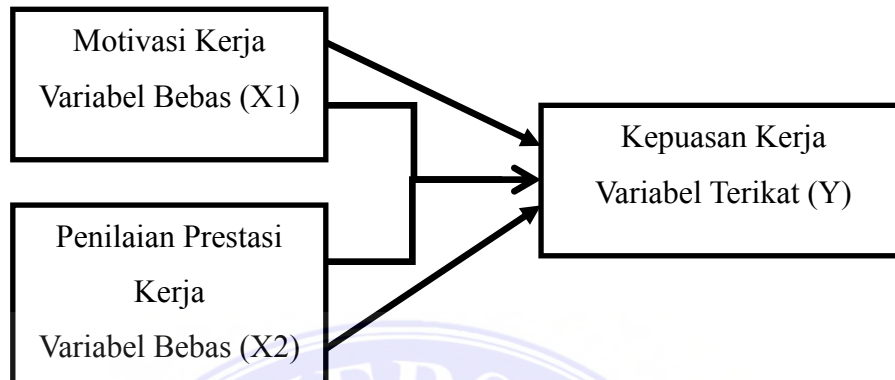 Motivasi Kerja
Variabel Bebas (X1)
Kepuasan Kerja
Variabel Terikat (Y)
Penilaian Prestasi
Kerja
Variabel Bebas (X2)